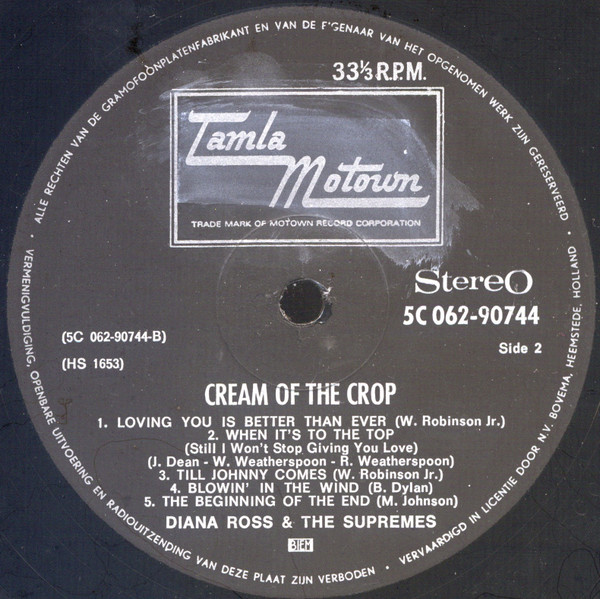 • ALLE RECHTEN VAN DE GRAMOFOONPLATENFABRIKANT EN VAN DE EIGENAAR VAN HET OPGENOMEN WERK ZIJN GERESERVEERD •
33⅓ R.P.M.
Tamla
Motown
TRADE MARK OF MOTOWN RECORD CORPORATION
Stereo
5C 062-90744
(5C 062-90744-B)
Side 2
(HS 1653)
CREAM OF THE CROP
1. LOVING YOU IS BETTER THAN EVER (W. Robinson Jr.)
2. WHEN IT'S TO THE TOP
(Still I Won't Stop Giving You Love)
(J. Dean - W. Weatherspoon - R. Weatherspoon)
3. TILL JOHNNY COMES (W. Robinson Jr.)
4. BLOWIN' IN THE WIND (B. Dylan)
5. THE BEGINNING OF THE END (M. Johnson)
DIANA ROSS & THE SUPREMES
BIEM
VERMENIGVULDIGING, OPENBARE UITVOERING EN RADIOUITZENDING VAN DEZE PLAAT ZIJN VERBODEN •
VERVAARDIGD IN LICENTIE DOOR N.V. BOVEMA, HEEMSTEDE, HOLLAND